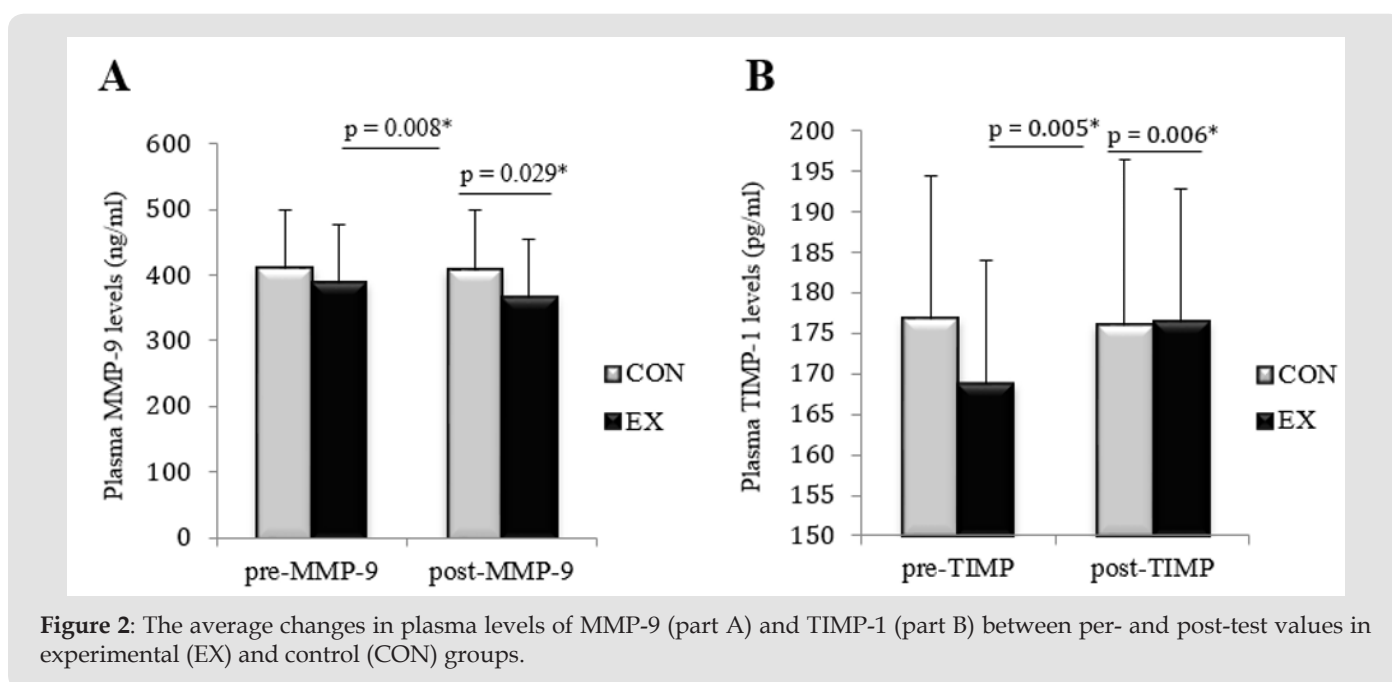 A
p = 0.008*
p = 0.029*
Plasma MMP-9 levels (ng/ml)
600
500
400
300
200
100
0
pre-MMP-9 post-MMP-9
CON
EX
B
p = 0.005* p = 0.006*
Plasma TIMP-1 levels (pg/ml)
200
195
190
185
180
175
170
165
160
155
150
pre-TIMP post-TIMP
CON
EX
Figure 2: The average changes in plasma levels of MMP-9 (part A) and TIMP-1 (part B) between per- and post-test values in
experimental (EX) and control (CON) groups.